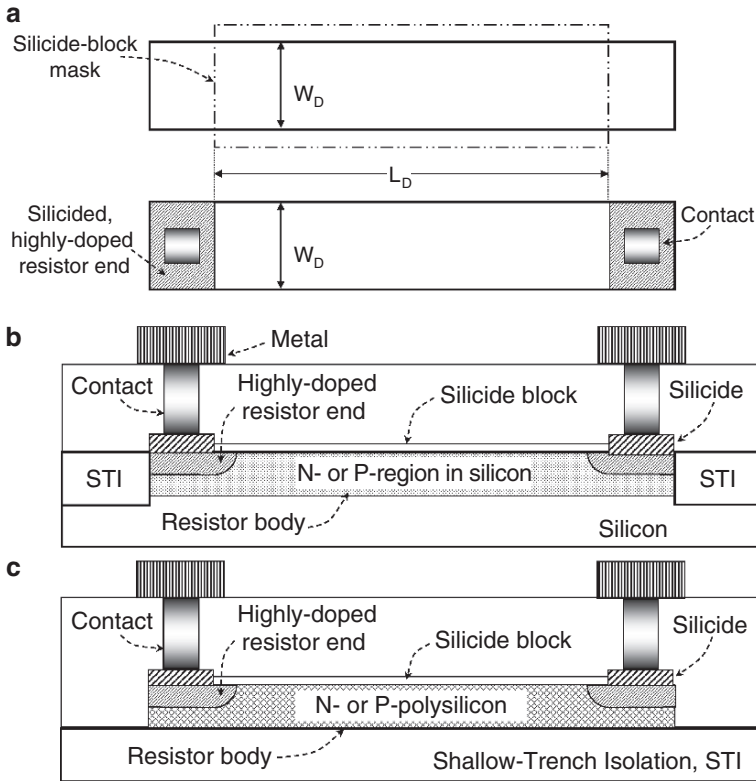 a
Silicide-block
mask
W_D
L_D
Silicided,
highly-doped
resistor end
W_D
Contact
b
Metal
Contact
Highly-doped
resistor end
Silicide block
Silicide
STI
N- or P-region in silicon
STI
Resistor body
Silicon
c
Contact
Highly-doped
resistor end
Silicide block
Silicide
N- or P-polysilicon
Resistor body
Shallow-Trench Isolation, STI